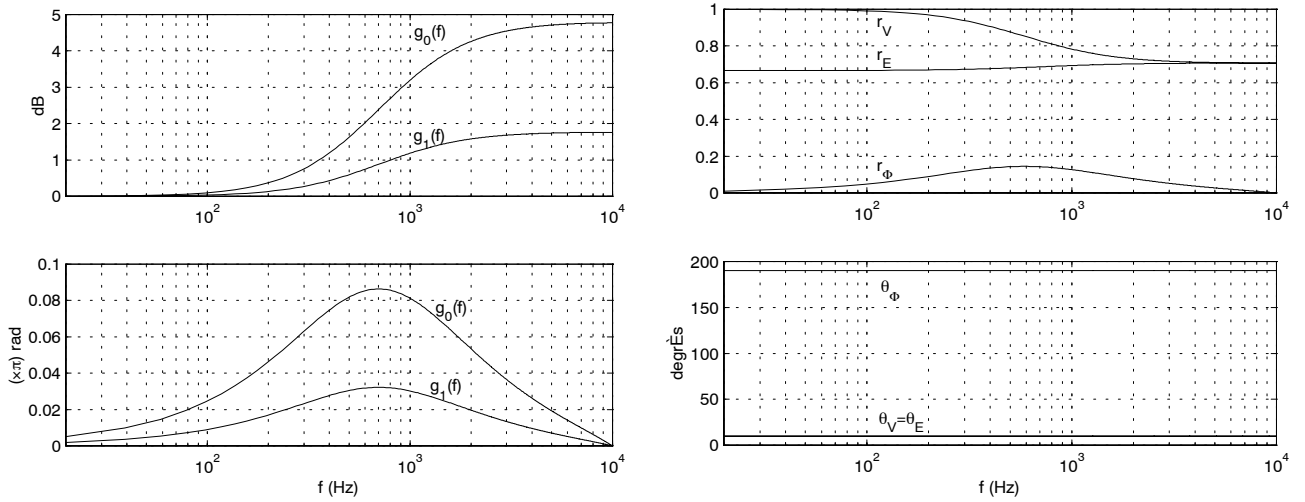 5
4
3
2
1
0
dB
g0(f)
g1(f)
10^2
10^3
10^4
0.1
0.08
0.06
0.04
0.02
0
(×π) rad
g0(f)
g1(f)
10^2
10^3
10^4
f (Hz)
1
0.8
0.6
0.4
0.2
0
rV
rE
rΦ
10^2
10^3
10^4
200
150
100
50
0
degrÈs
θΦ
θV=θE
10^2
10^3
10^4
f (Hz)